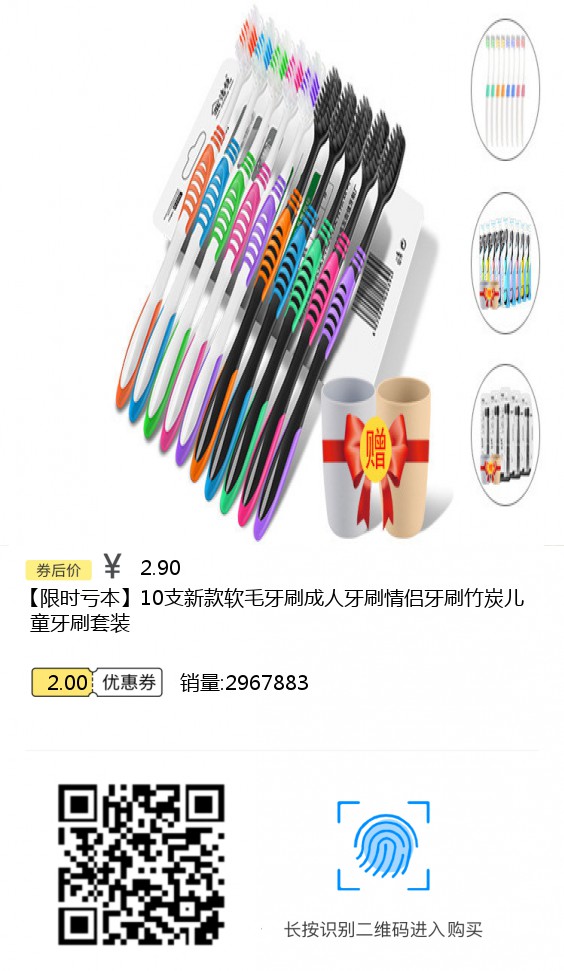 赠
券后价 ¥ 2.90
【限时亏本】10支新款软毛牙刷成人牙刷情侣牙刷竹炭儿
童牙刷套装
2.00 优惠券 销量:2967883
长按识别二维码进入购买